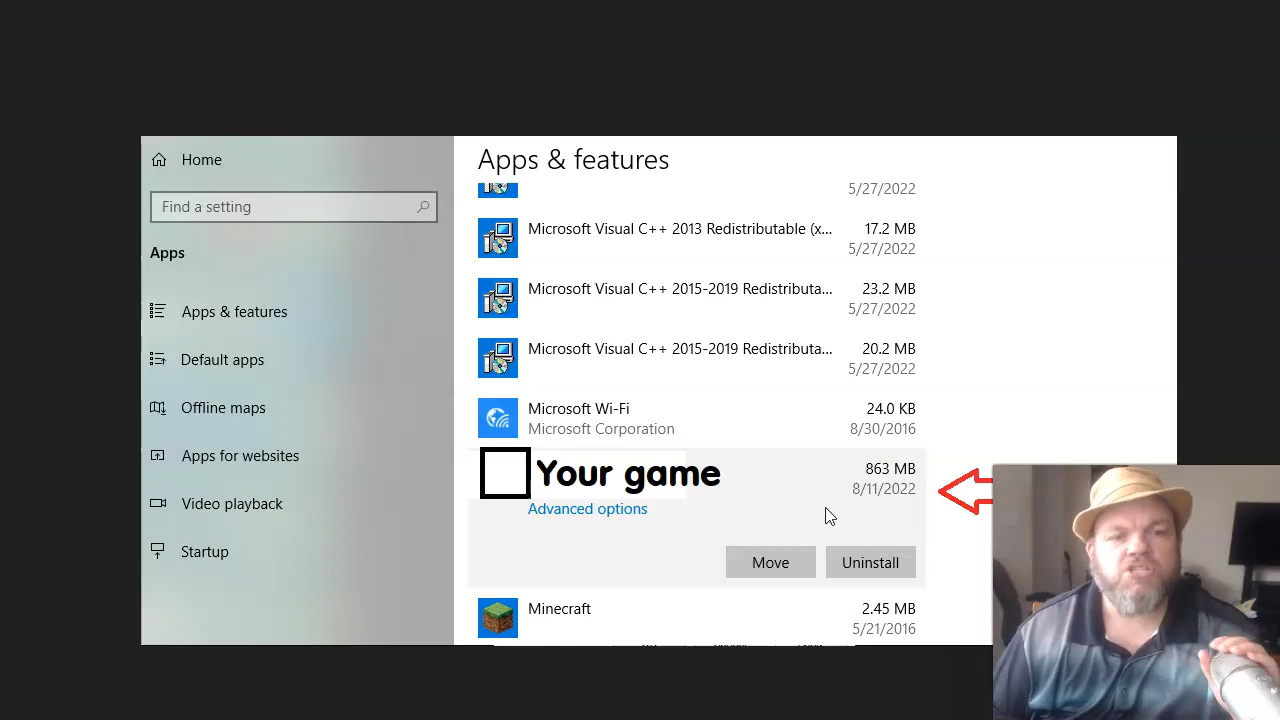 Home
Find a setting
Apps
Apps & features
Default apps
Offline maps
Apps for websites
Video playback
Startup
Apps & features
5/27/2022
Microsoft Visual C++ 2013 Redistributable (x...
17.2 MB
5/27/2022
Microsoft Visual C++ 2015-2019 Redistributa...
23.2 MB
5/27/2022
Microsoft Visual C++ 2015-2019 Redistributa...
20.2 MB
5/27/2022
Microsoft Wi-Fi
24.0 KB
Microsoft Corporation
8/30/2016
Your game
863 MB
8/11/2022
Advanced options
Move
Uninstall
Minecraft
2.45 MB
5/21/2016